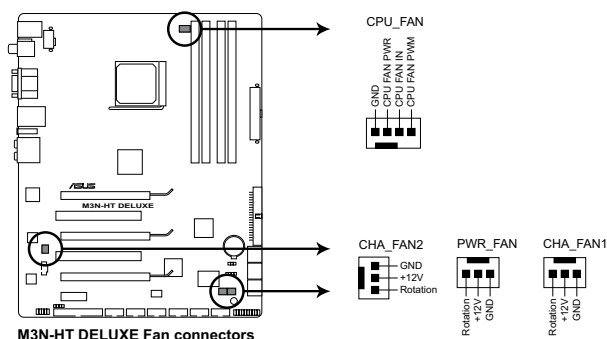 CPU_FAN
GND
CPU FAN PWR
CPU FAN IN
CPU FAN PWM
ASUS
M3N-HT DELUXE
CHA_FAN2
GND
+12V
Rotation
PWR_FAN
Rotation
+12V
GND
CHA_FAN1
Rotation
+12V
GND
M3N-HT DELUXE Fan connectors